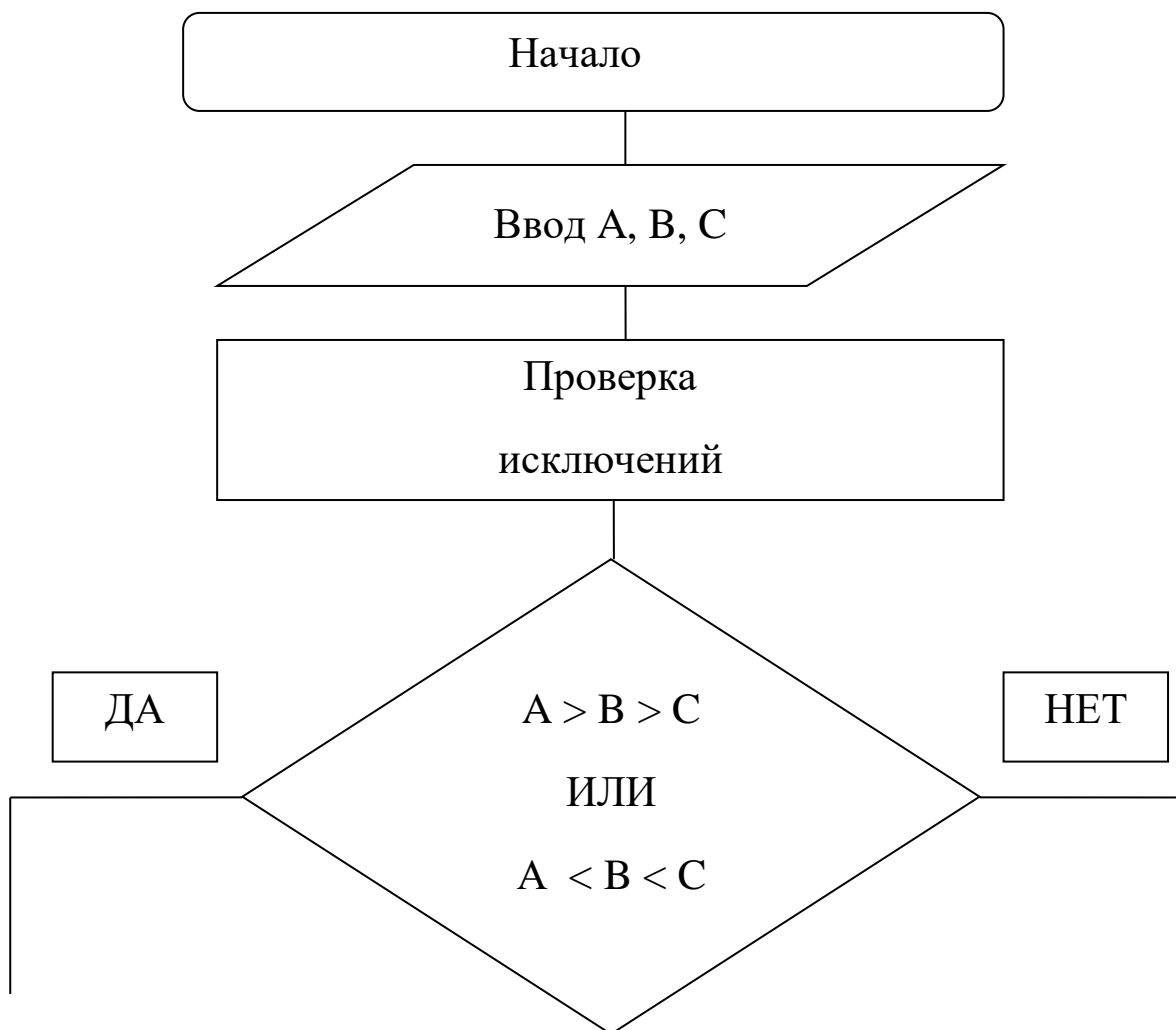 Начало
Ввод A, B, C
Проверка
исключений
ДА
A > B > C
НЕТ
ИЛИ
A < B < C